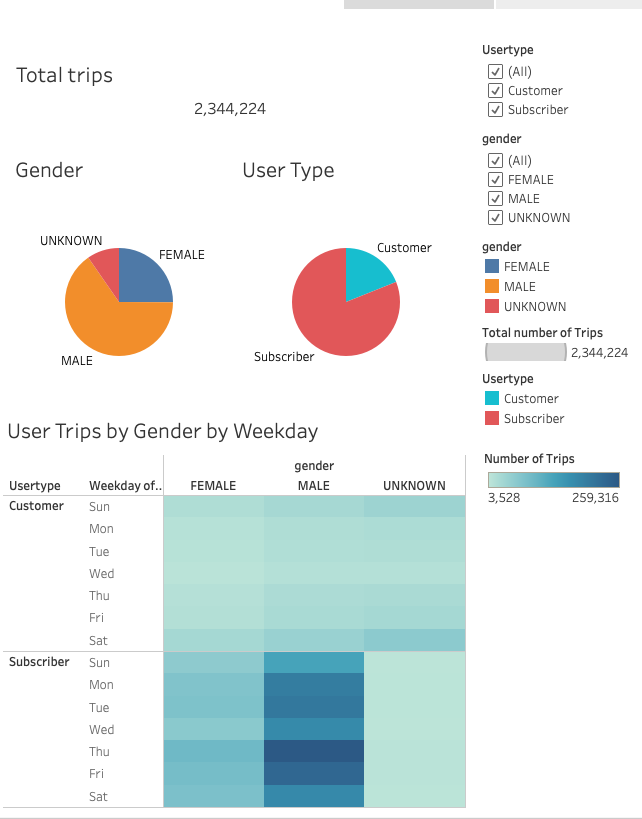 Total trips
2,344,224
Gender
User Type
UNKNOWN
FEMALE
MALE
Customer
Subscriber
Usertype
(All)
Customer
Subscriber
gender
(All)
FEMALE
MALE
UNKNOWN
gender
FEMALE
MALE
UNKNOWN
Total number of Trips
2,344,224
Usertype
Customer
Subscriber
User Trips by Gender by Weekday
gender
Usertype Weekday of.. FEMALE MALE UNKNOWN
Customer Sun
Mon
Tue
Wed
Thu
Fri
Sat
Subscriber Sun
Mon
Tue
Wed
Thu
Fri
Sat
Number of Trips
3,528 259,316